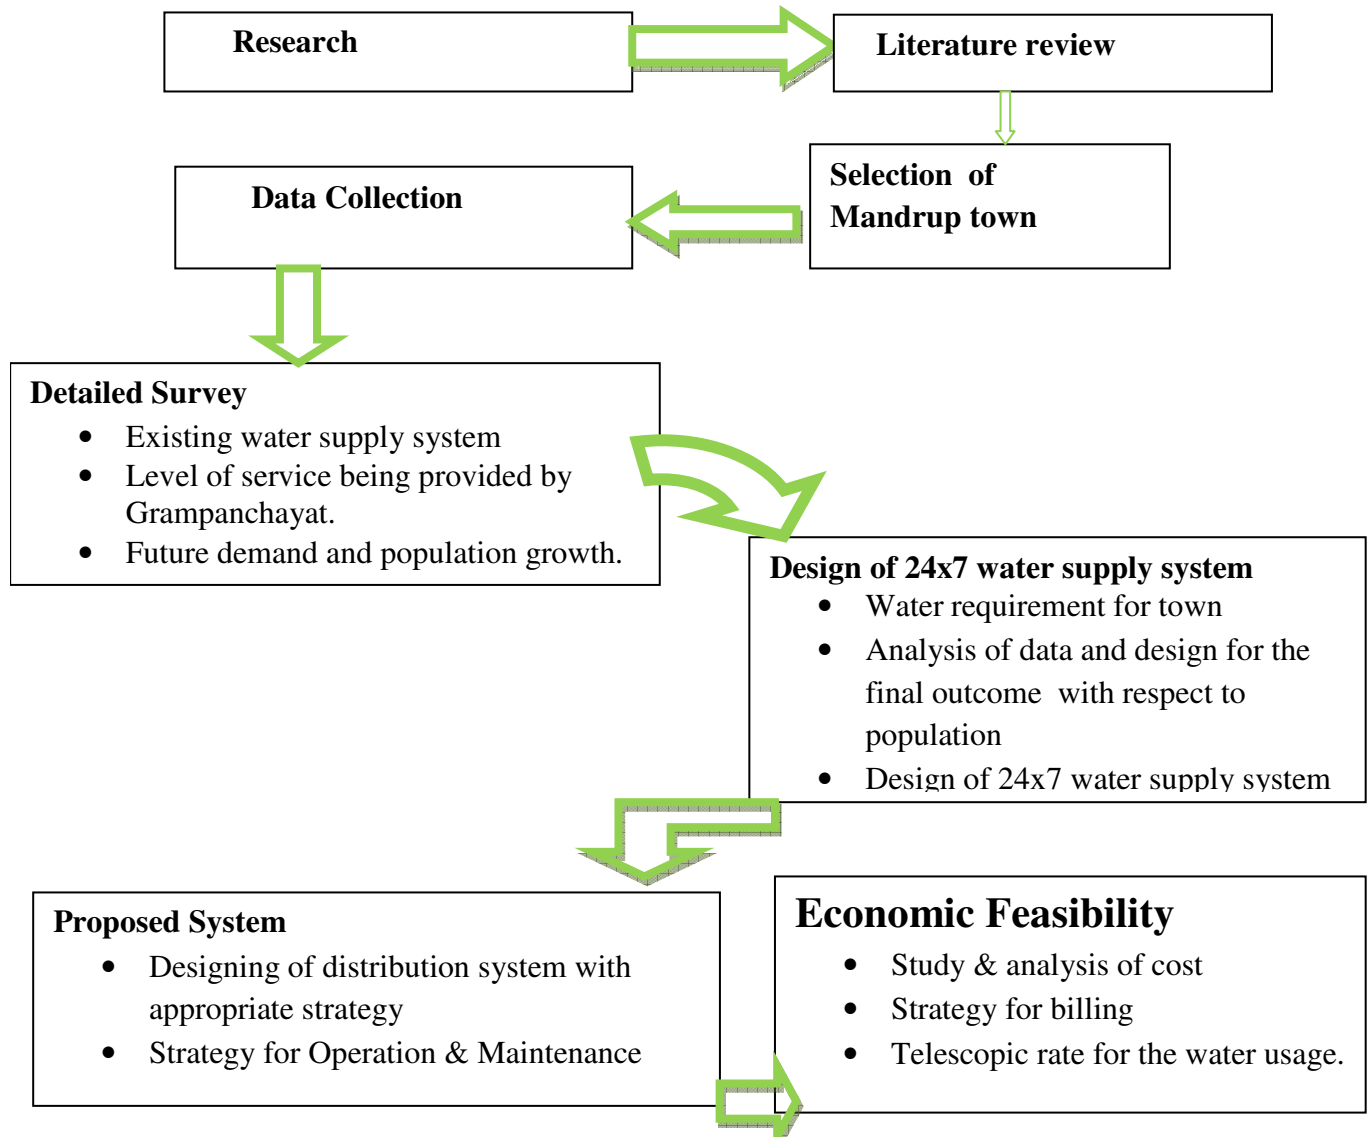 Research
Literature review
Selection of
Mandrup town
Data Collection
Detailed Survey
• Existing water supply system
• Level of service being provided by
Grampanchayat.
• Future demand and population growth.
Design of 24x7 water supply system
• Water requirement for town
• Analysis of data and design for the
final outcome with respect to
population
• Design of 24x7 water supply system
Proposed System
• Designing of distribution system with
appropriate strategy
• Strategy for Operation & Maintenance
Economic Feasibility
• Study & analysis of cost
• Strategy for billing
• Telescopic rate for the water usage.